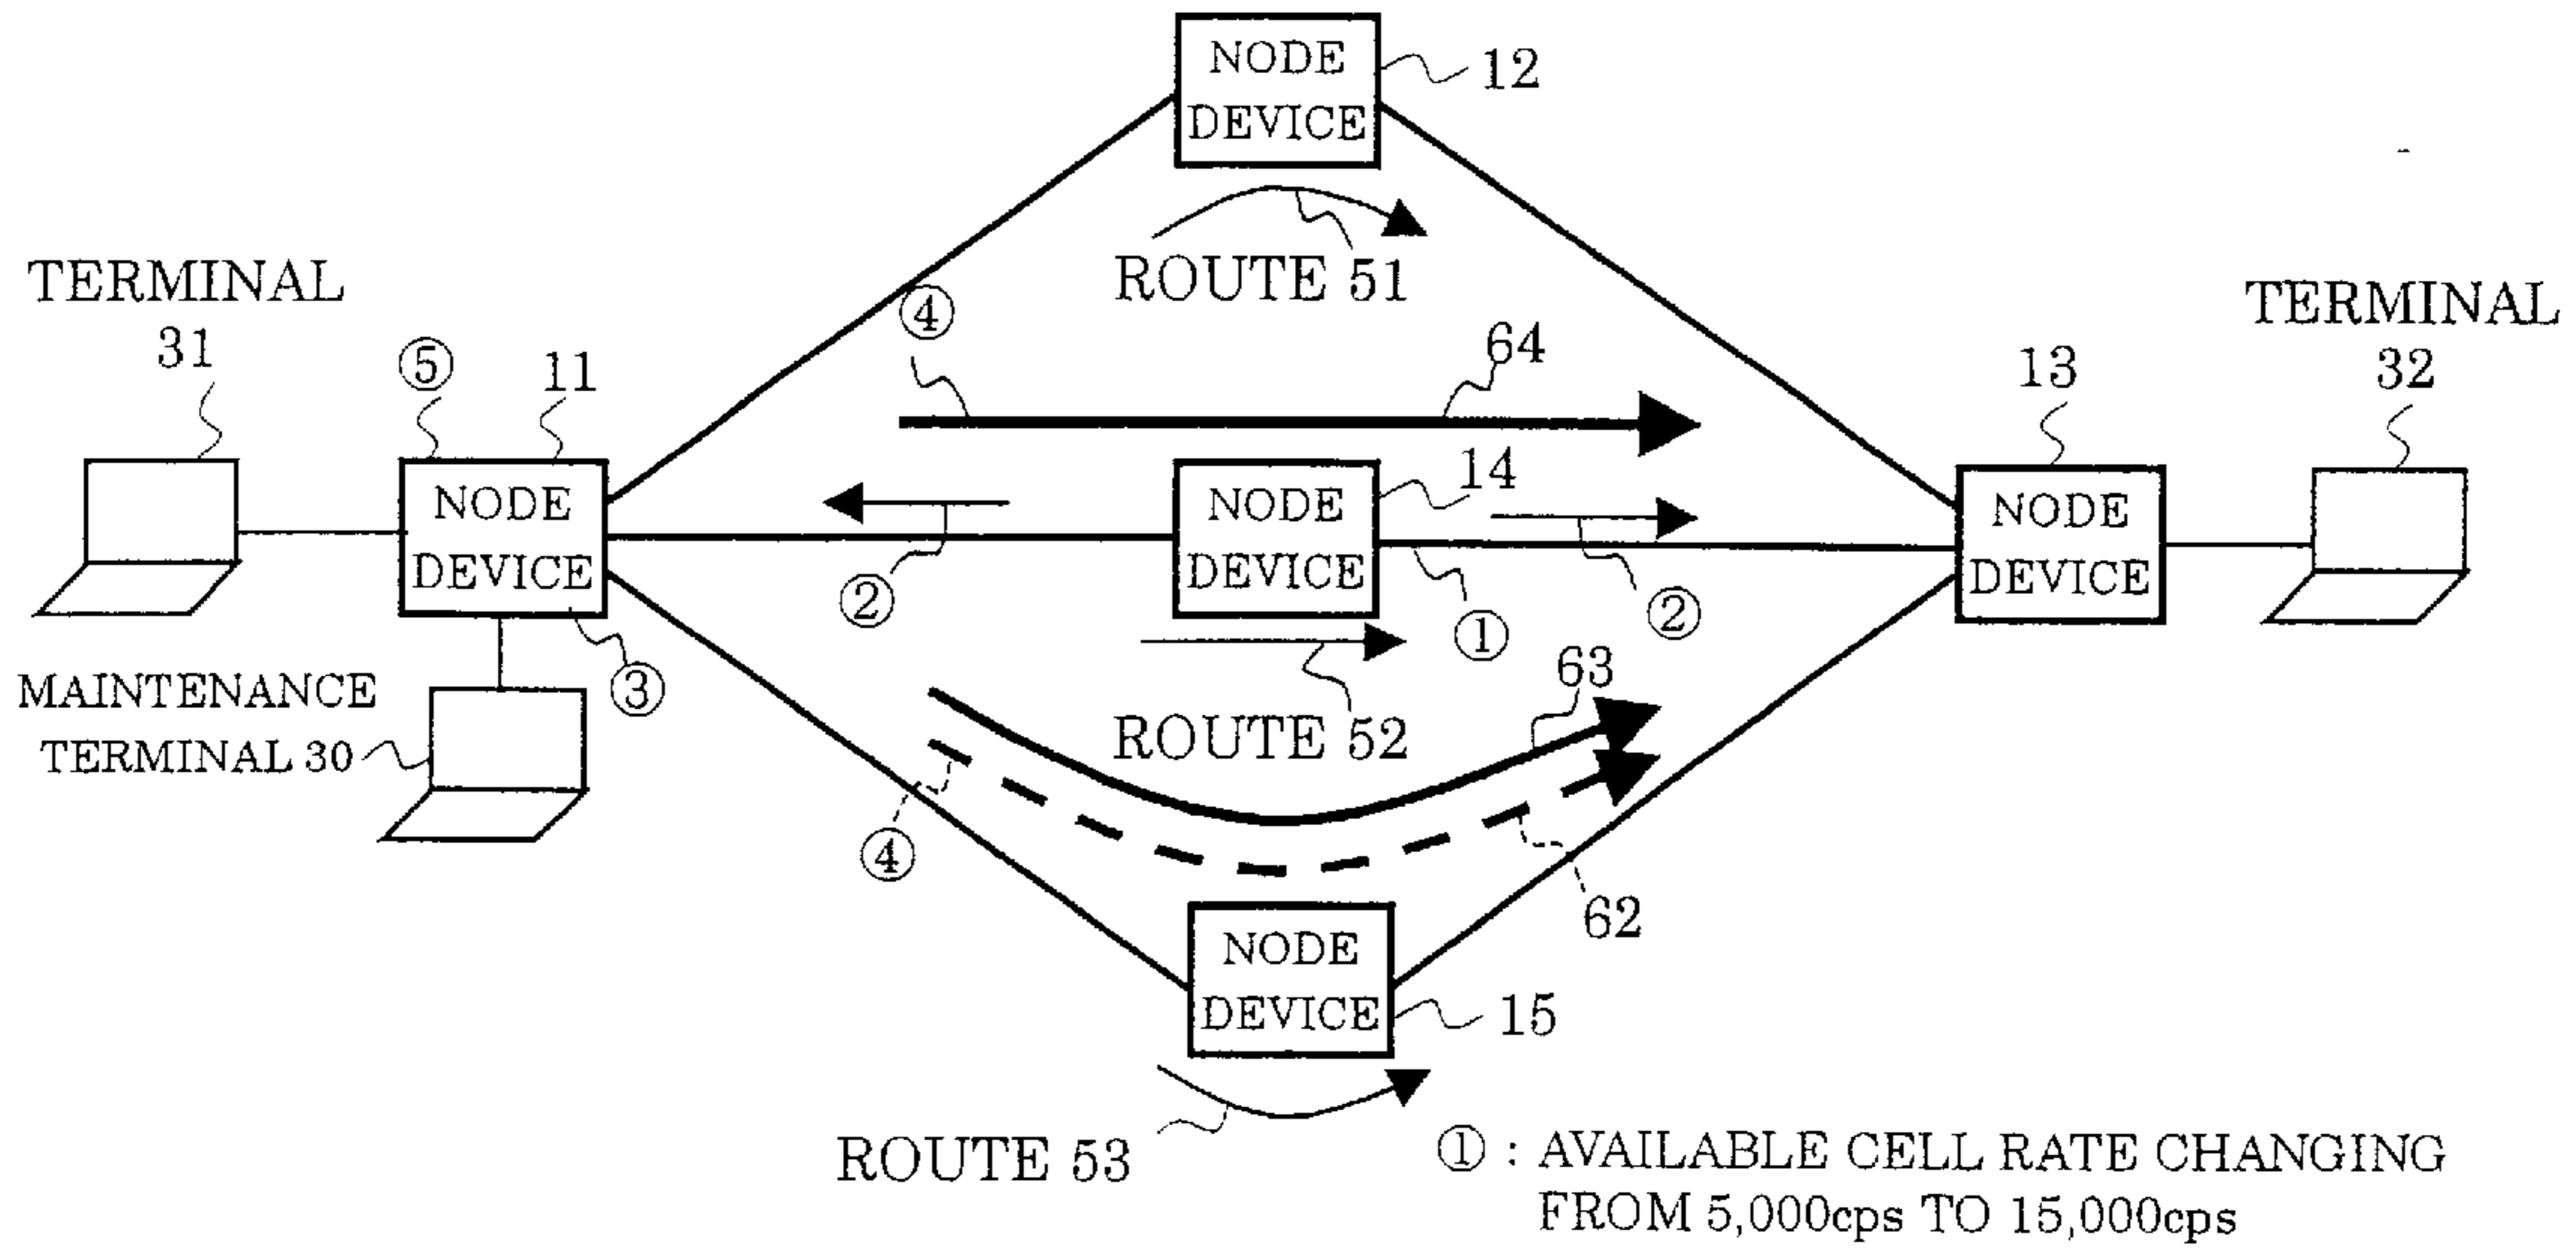 NODE
DEVICE
12
ROUTE 51
TERMINAL
31
TERMINAL
32
④
64
⑤
11
13
14
NODE
DEVICE
NODE
DEVICE
NODE
DEVICE
②
①
②
③
63
MAINTENANCE
TERMINAL 30
ROUTE 52
④
62
NODE
DEVICE
15
ROUTE 53
① : AVAILABLE CELL RATE CHANGING
FROM 5,000cps TO 15,000cps